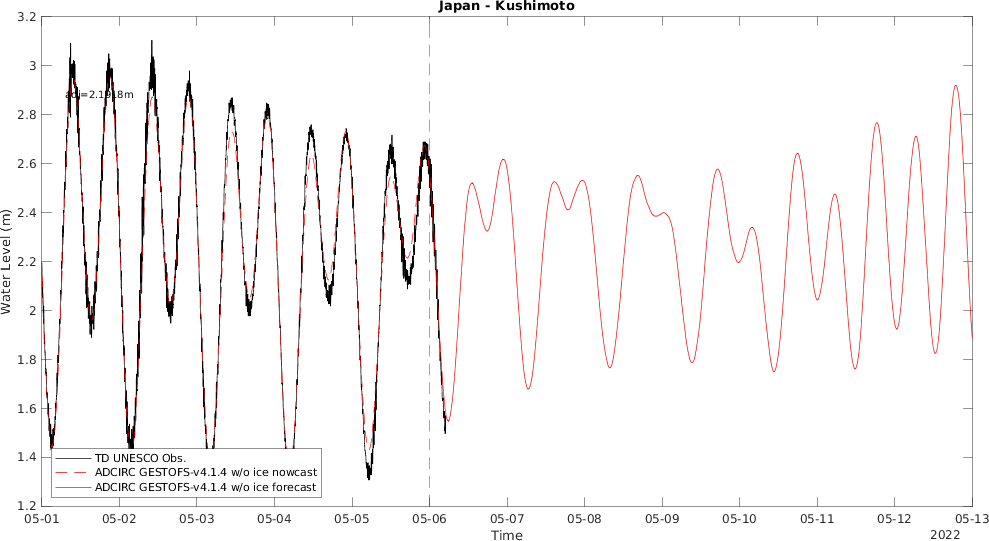 Japan - Kushimoto
3.2
3
2.8
2.6
2.4
2.2
2
1.8
1.6
1.4
1.2
Water Level (m)
adj=2.1918m
TD UNESCO Obs.
ADCIRC GESTOFS-v4.1.4 w/o ice nowcast
ADCIRC GESTOFS-v4.1.4 w/o ice forecast
05-01 05-02 05-03 05-04 05-05 05-06 05-07 05-08 05-09 05-10 05-11 05-12 05-13
Time
2022